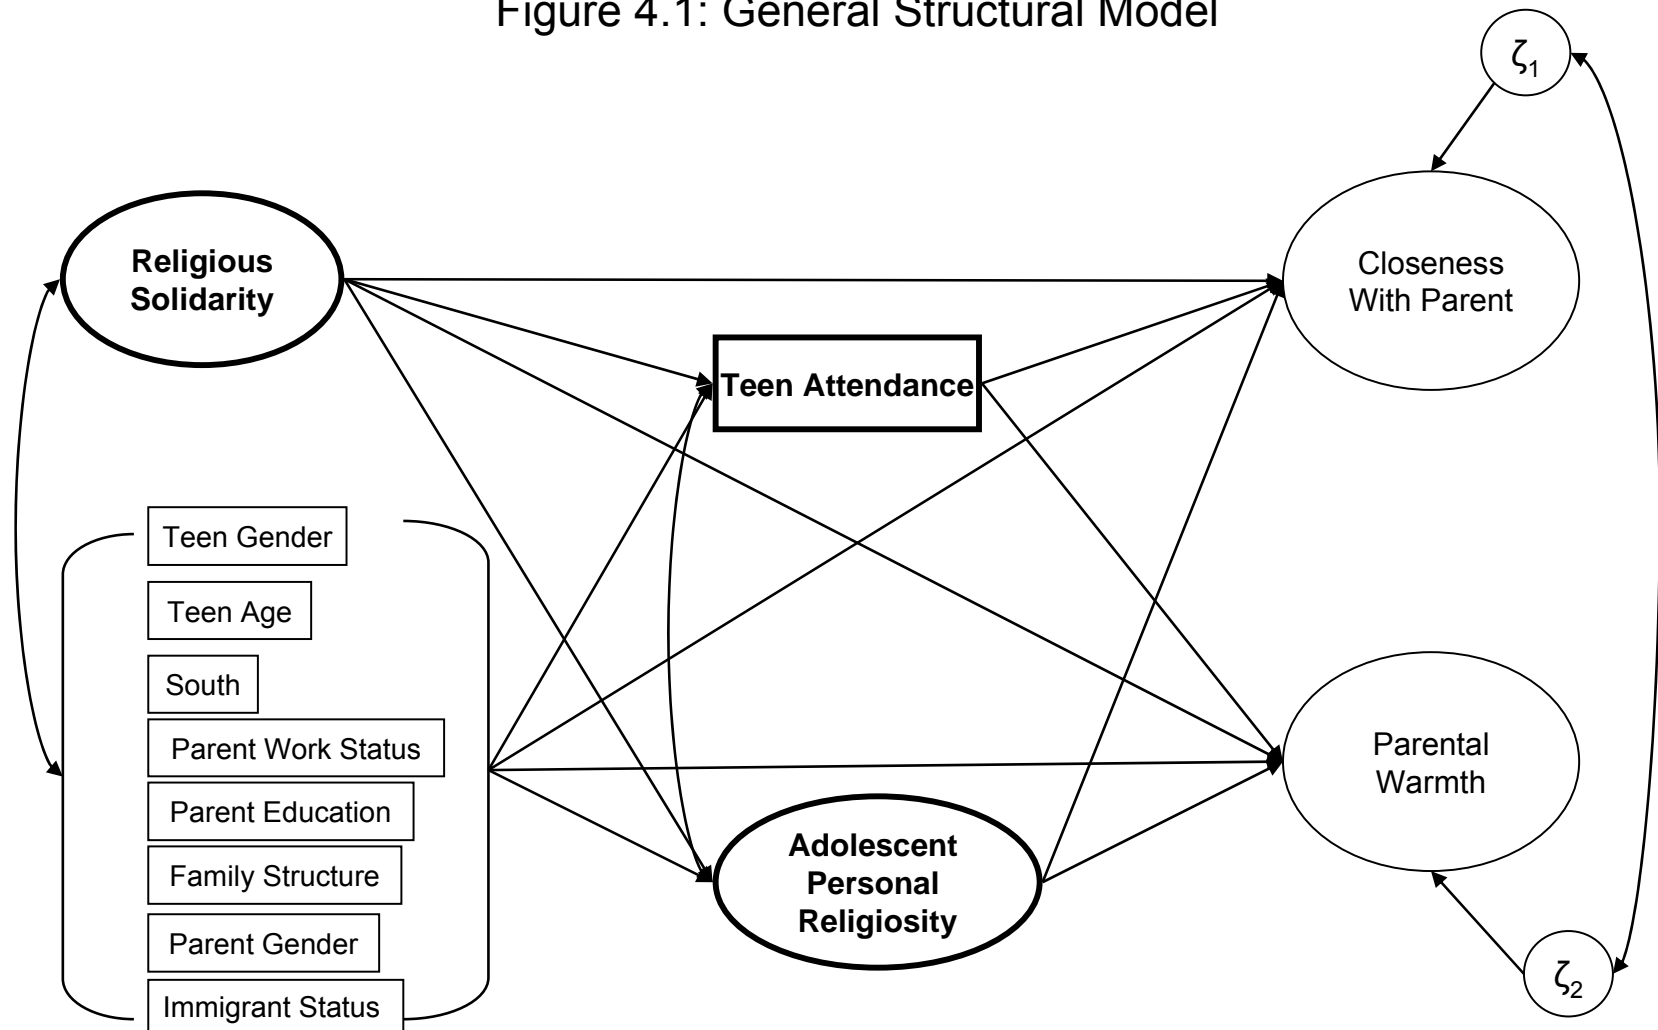 Figure 4.1: General Structural Model
ζ1
Religious
Solidarity
Closeness
With Parent
Teen Attendance
Teen Gender
Teen Age
South
Parent Work Status
Parent Education
Family Structure
Parent Gender
Immigrant Status
Parental
Warmth
Adolescent
Personal
Religiosity
ζ2